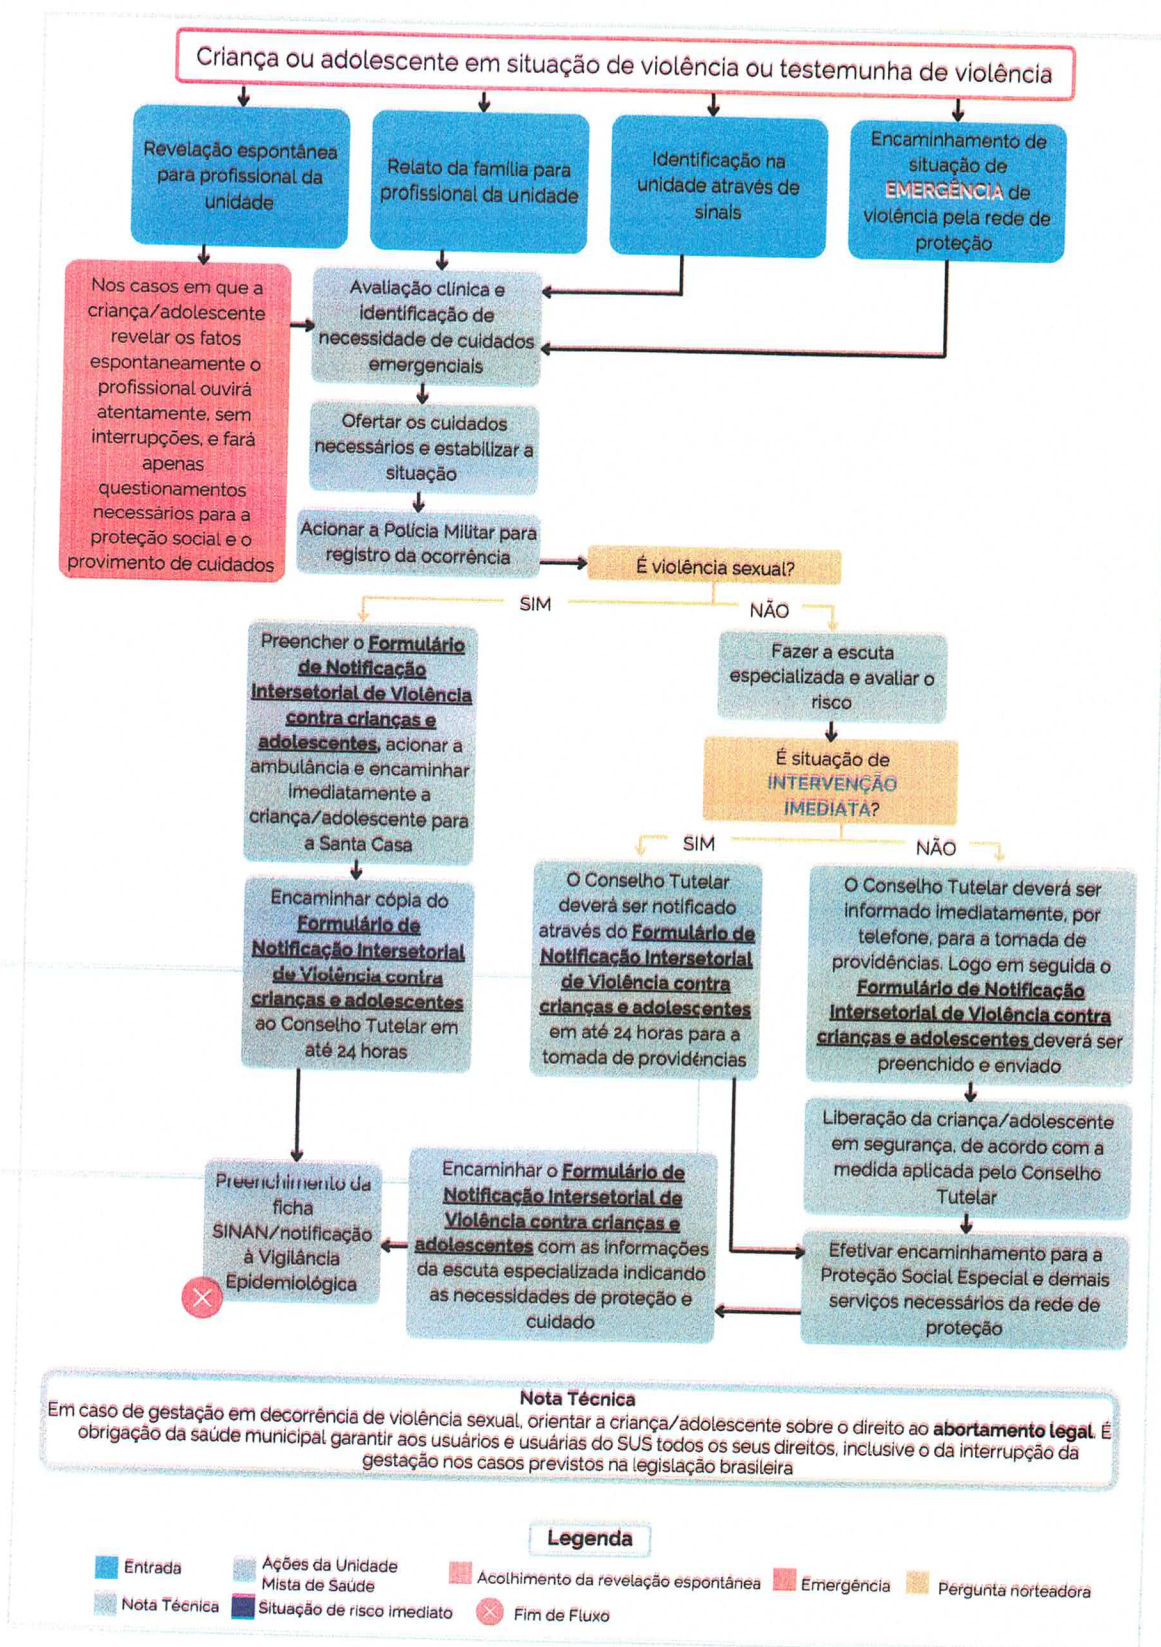 Criança ou adolescente em situação de violência ou testemunha de violência
Revelação espontânea
para profissional da
unidade
Relato da família para
profissional da unidade
Identificação na
unidade através de
sinais
Encaminhamento de
situação de
EMERGÊNCIA de
violência pela rede de
proteção
Nos casos em que a
criança/adolescente
revelar os fatos
espontaneamente o
profissional ouvirá
atentamente, sem
interrupções, e fará
apenas
questionamentos
necessários para a
proteção social e o
provimento de cuidados
Avaliação clínica e
identificação de
necessidade de cuidados
emergenciais
Ofertar os cuidados
necessários e estabilizar a
situação
Acionar a Polícia Militar para
registro da ocorrência
É violência sexual?
SIM
NÃO
Preencher o Formulário
de Notificação
Intersetorial de Violência
contra crianças e
adolescentes, acionar a
ambulância e encaminhar
imediatamente a
criança/adolescente para
a Santa Casa
Fazer a escuta
especializada e avaliar o
risco
É situação de
INTERVENÇÃO
IMEDIATA?
SIM
NÃO
Encaminhar cópia do
Formulário de
Notificação Intersetorial
de Violência contra
crianças e adolescentes
ao Conselho Tutelar em
até 24 horas
O Conselho Tutelar
deverá ser notificado
através do Formulário de
Notificação Intersetorial
de Violência contra
crianças e adolescentes
em até 24 horas para a
tomada de providências
O Conselho Tutelar deverá ser
informado imediatamente, por
telefone, para a tomada de
providências. Logo em seguida o
Formulário de Notificação
Intersetorial de Violência contra
crianças e adolescentes deverá ser
preenchido e enviado
Liberação da criança/adolescente
em segurança, de acordo com a
medida aplicada pelo Conselho
Tutelar
Preenchimento da
ficha
SINAN/notificação
à Vigilância
Epidemiológica
Encaminhar o Formulário de
Notificação Intersetorial de
Violência contra crianças e
adolescentes com as informações
da escuta especializada indicando
as necessidades de proteção e
cuidado
Efetivar encaminhamento para a
Proteção Social Especial e demais
serviços necessários da rede de
proteção
Nota Técnica
Em caso de gestação em decorrência de violência sexual, orientar a criança/adolescente sobre o direito ao abortamento legal. É
obrigação da saúde municipal garantir aos usuários e usuárias do SUS todos os seus direitos, inclusive o da interrupção da
gestação nos casos previstos na legislação brasileira
Legenda
Entrada
Ações da Unidade
Mista de Saúde
Acolhimento da revelação espontânea
Emergência
Pergunta norteadora
Nota Técnica
Situação de risco imediato
Fim de Fluxo